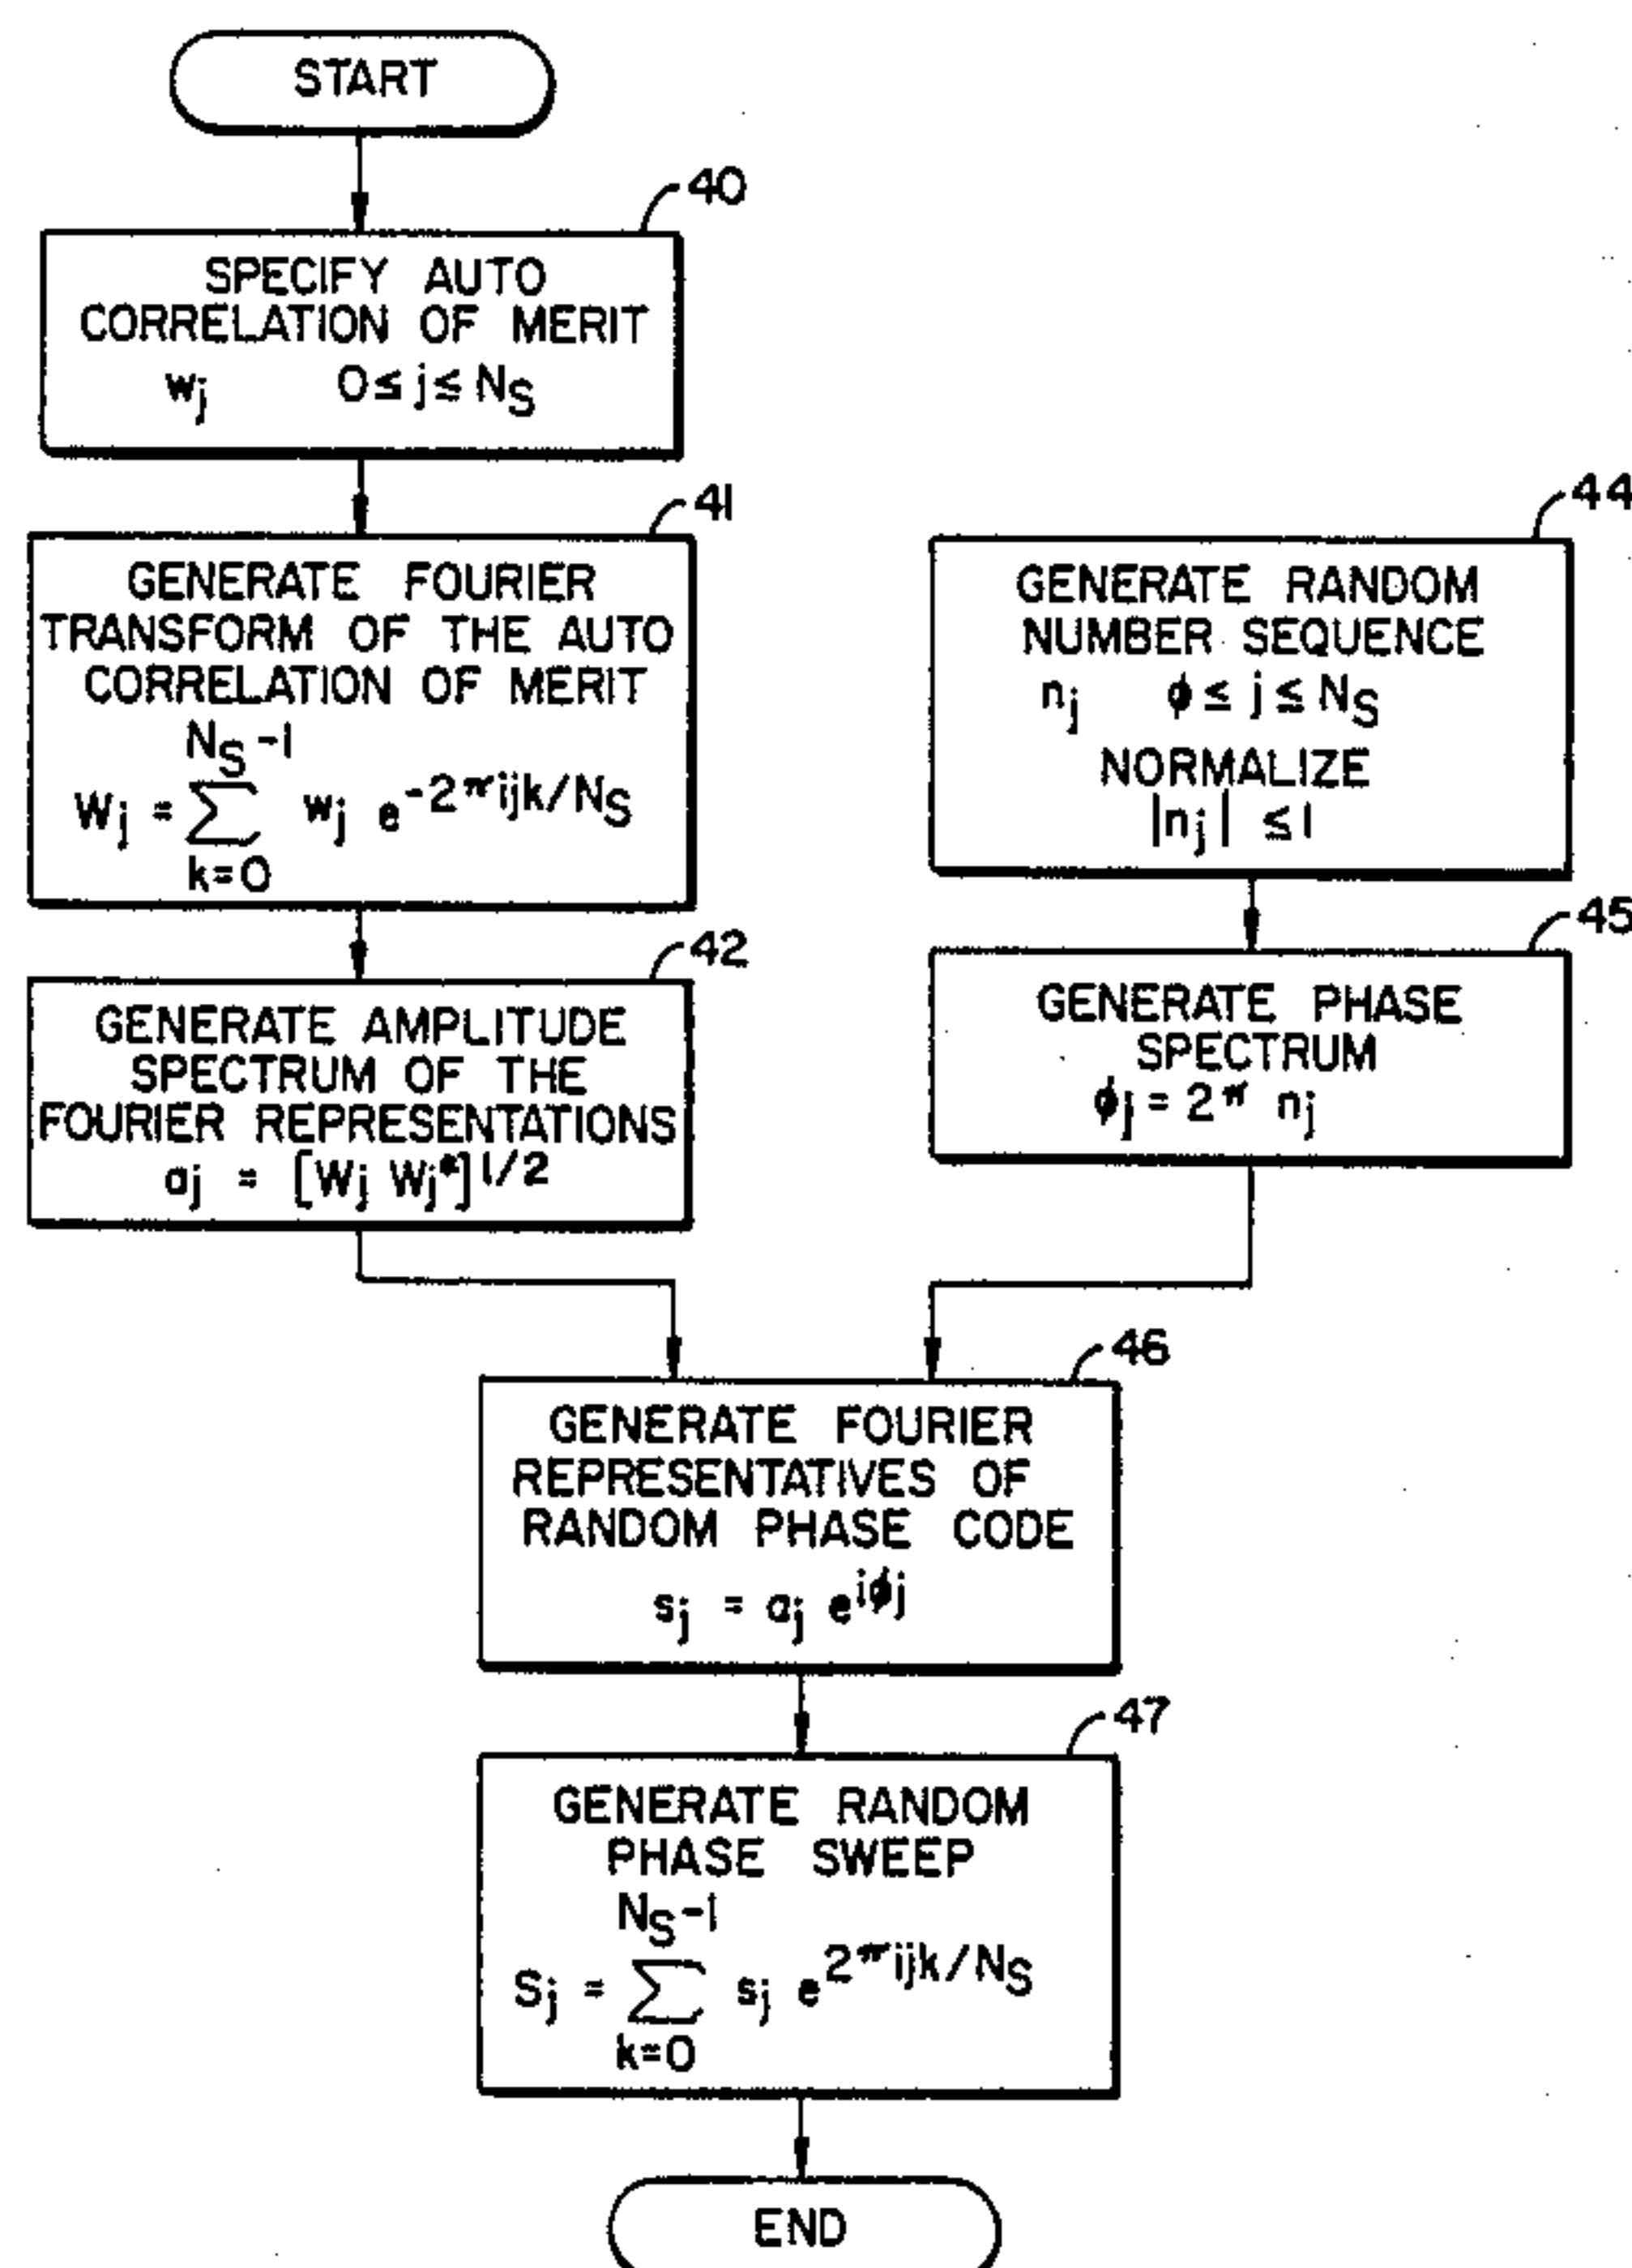 START
40
SPECIFY AUTO
CORRELATION OF MERIT
wj 0 ≤ j ≤ NS
41
GENERATE FOURIER
TRANSFORM OF THE AUTO
CORRELATION OF MERIT
NS-1
Wj = ∑ wj e-2πijk/NS
k=0
42
GENERATE AMPLITUDE
SPECTRUM OF THE
FOURIER REPRESENTATIONS
aj = [Wj Wj*]1/2
44
GENERATE RANDOM
NUMBER SEQUENCE
nj ϕ ≤ j ≤ NS
NORMALIZE
|nj| ≤ 1
45
GENERATE PHASE
SPECTRUM
ϕj = 2π nj
46
GENERATE FOURIER
REPRESENTATIVES OF
RANDOM PHASE CODE
sj = aj eiϕj
47
GENERATE RANDOM
PHASE SWEEP
NS-1
Sj = ∑ sj e2πijk/NS
k=0
END